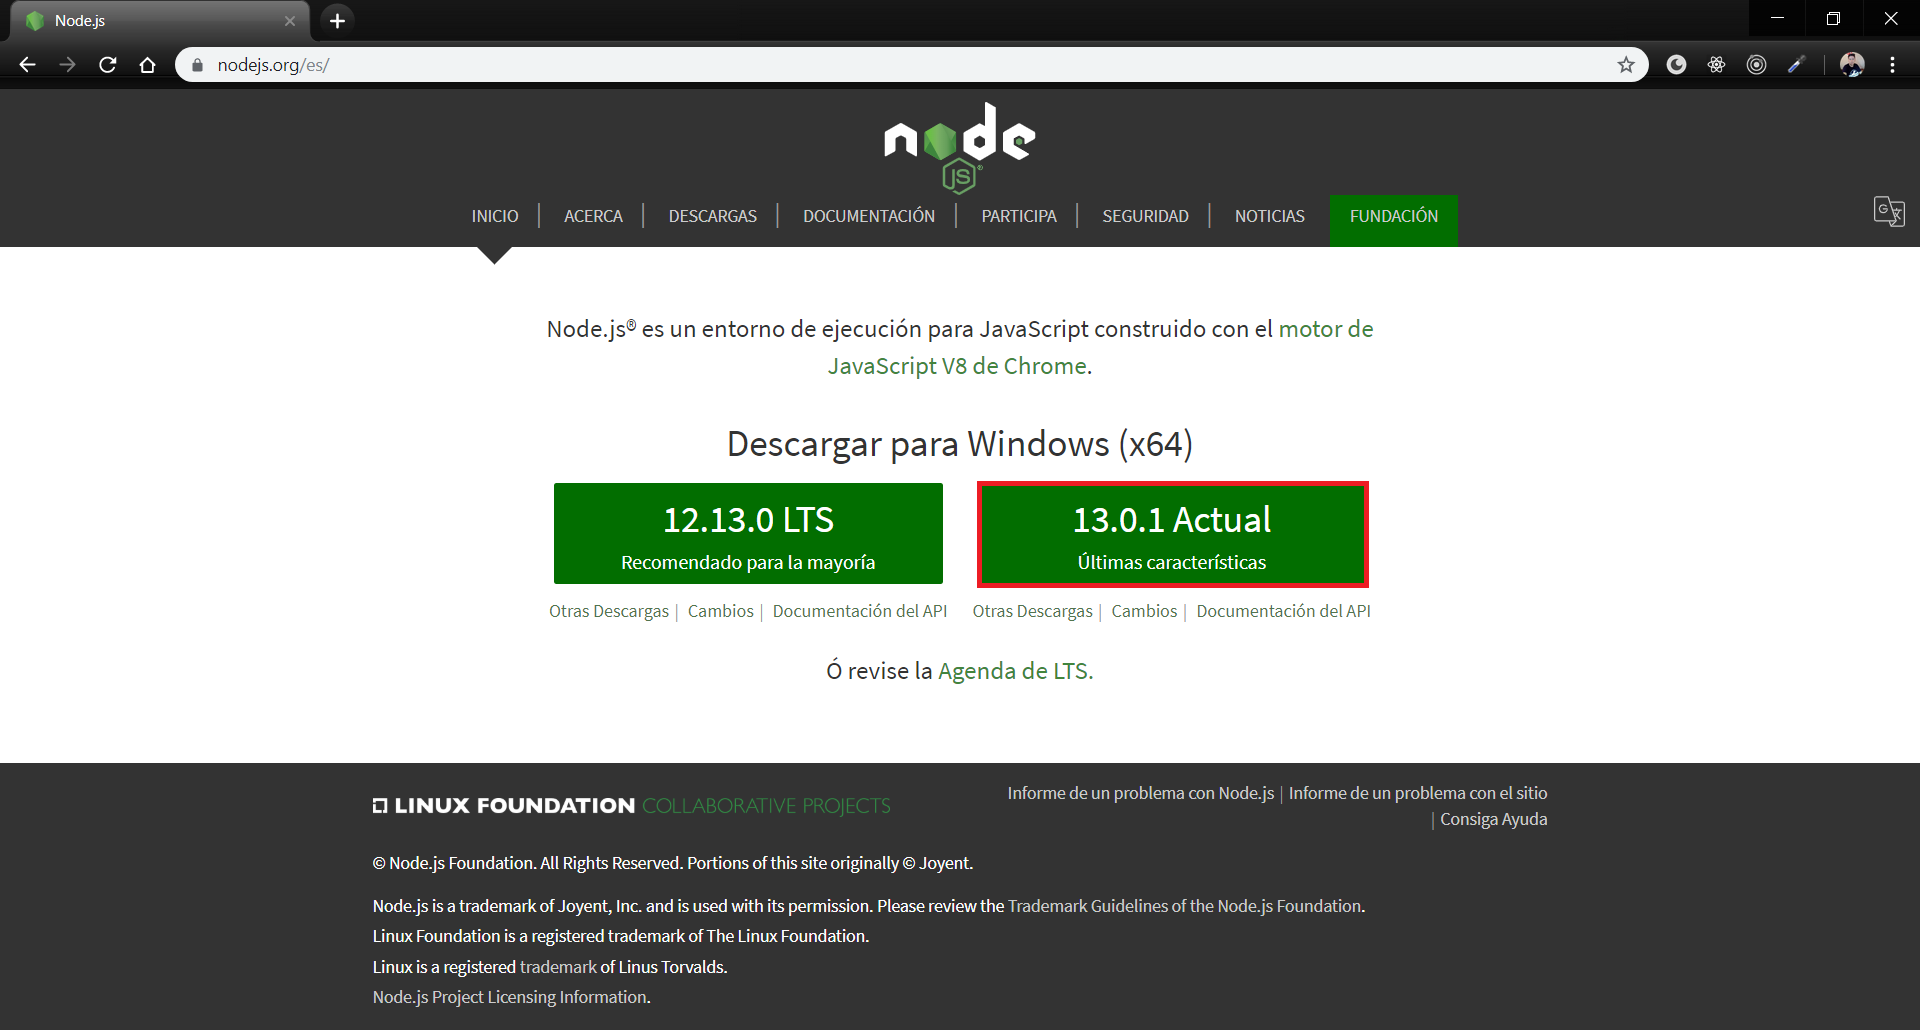 Node.js
nodejs.org/es/
node
JS
INICIO | ACERCA | DESCARGAS | DOCUMENTACIÓN | PARTICIPA | SEGURIDAD | NOTICIAS FUNDACIÓN
Node.js® es un entorno de ejecución para JavaScript construido con el motor de
JavaScript V8 de Chrome.
Descargar para Windows (x64)
12.13.0 LTS
Recomendado para la mayoría
Otras Descargas | Cambios | Documentación del API
13.0.1 Actual
Últimas características
Otras Descargas | Cambios | Documentación del API
Ó revise la Agenda de LTS.
LINUX FOUNDATION COLLABORATIVE PROJECTS
Informe de un problema con Node.js | Informe de un problema con el sitio
| Consiga Ayuda
© Node.js Foundation. All Rights Reserved. Portions of this site originally © Joyent.
Node.js is a trademark of Joyent, Inc. and is used with its permission. Please review the Trademark Guidelines of the Node.js Foundation.
Linux Foundation is a registered trademark of The Linux Foundation.
Linux is a registered trademark of Linus Torvalds.
Node.js Project Licensing Information.